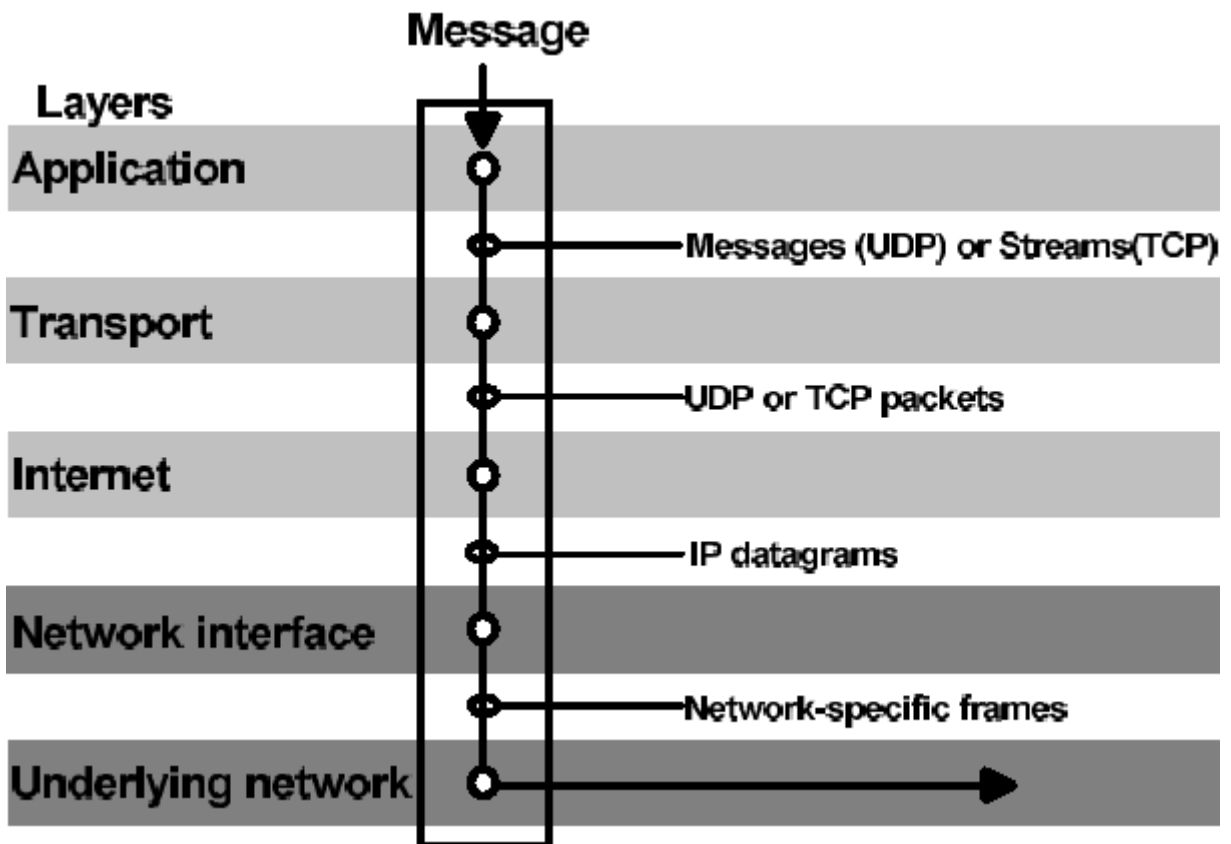 Message
Layers
Application
Messages (UDP) or Streams(TCP)
Transport
UDP or TCP packets
Internet
IP datagrams
Network interface
Network-specific frames
Underlying network